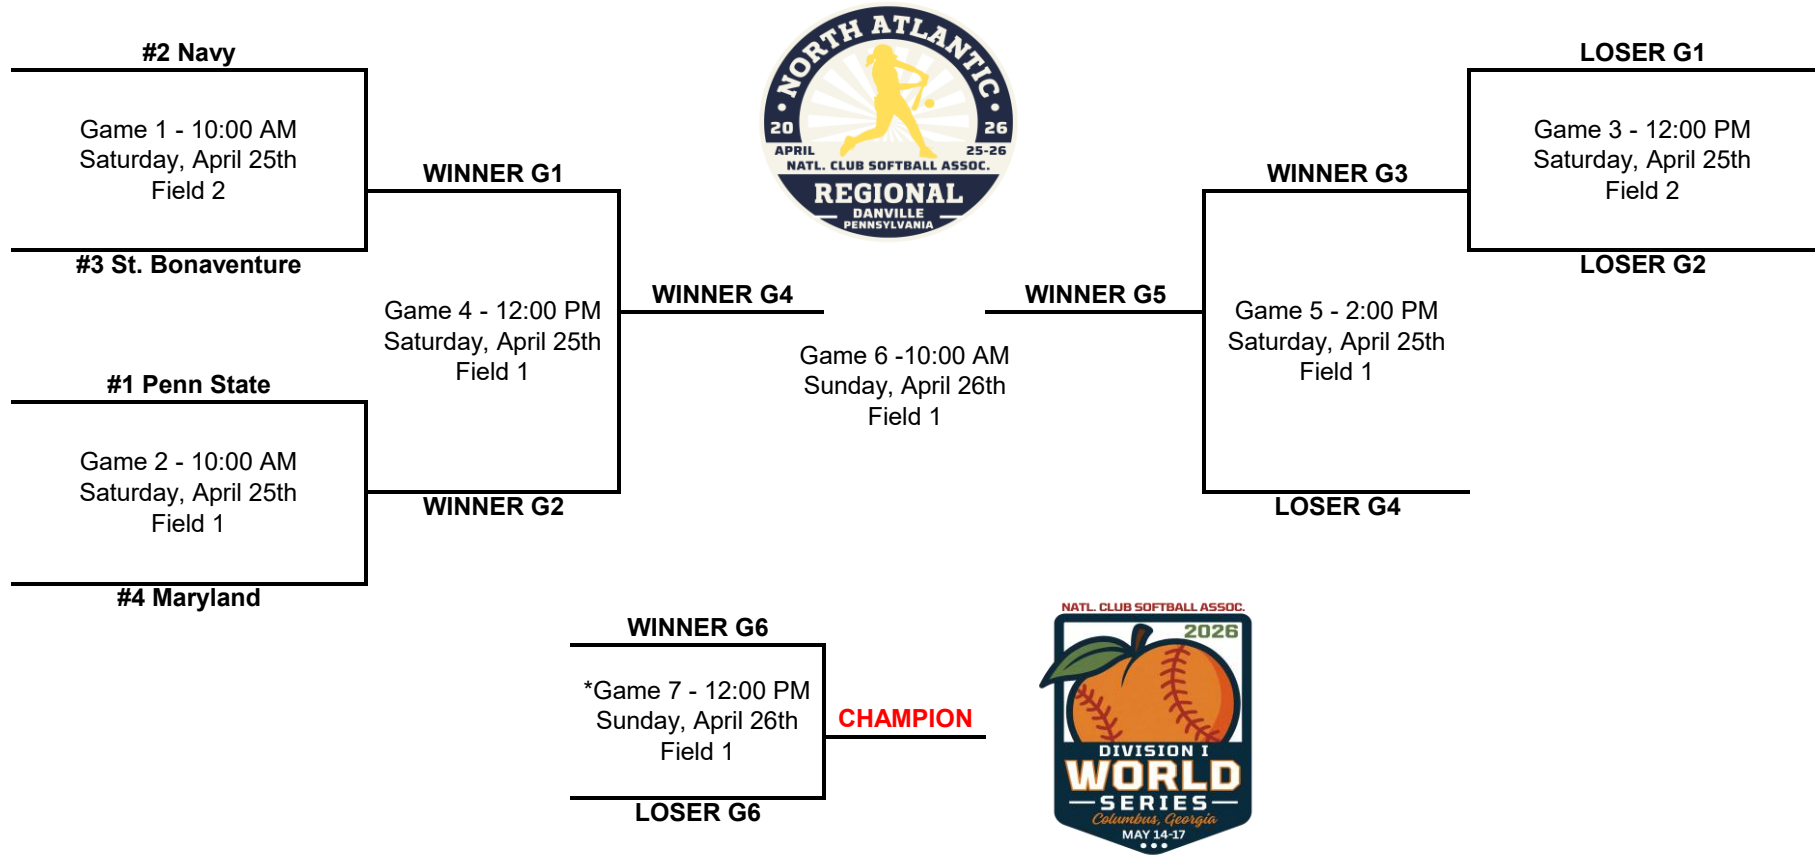 #2 Navy
Game 1 - 10:00 AM
Saturday, April 25th
Field 2
#3 St. Bonaventure
WINNER G1
Game 4 - 12:00 PM
Saturday, April 25th
Field 1
#1 Penn State
Game 2 - 10:00 AM
Saturday, April 25th
Field 1
#4 Maryland
WINNER G2
WINNER G4
NORTH ATLANTIC
20 26
APRIL 25-26
NATL. CLUB SOFTBALL ASSOC.
REGIONAL
DANVILLE
PENNSYLVANIA
Game 6 -10:00 AM
Sunday, April 26th
Field 1
WINNER G5
WINNER G3
Game 5 - 2:00 PM
Saturday, April 25th
Field 1
LOSER G4
LOSER G1
Game 3 - 12:00 PM
Saturday, April 25th
Field 2
LOSER G2
WINNER G6
*Game 7 - 12:00 PM
Sunday, April 26th
Field 1
LOSER G6
CHAMPION
NATL. CLUB SOFTBALL ASSOC.
2026
DIVISION I
WORLD
SERIES
Columbus, Georgia
MAY 14-17